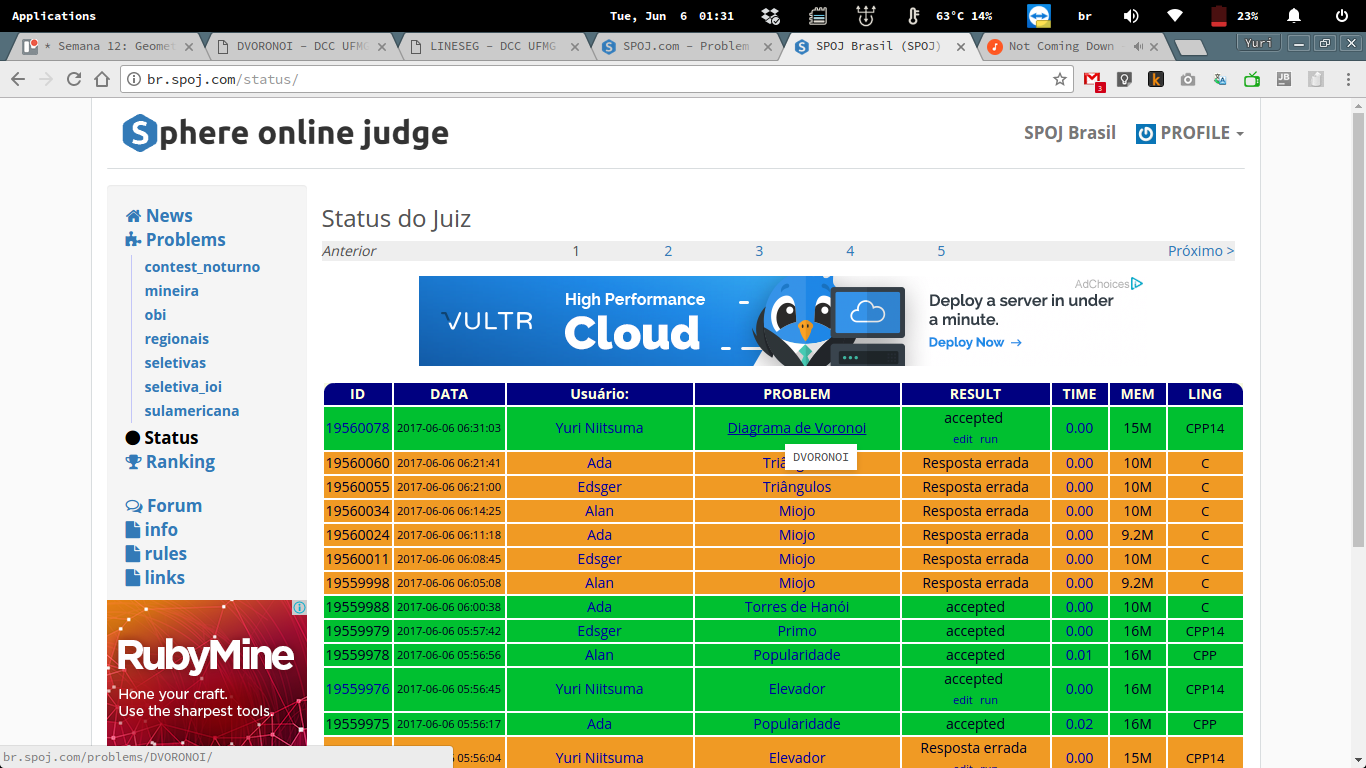 Applications
Tue, Jun 6 01:31
63°C 14%
br
23%
* Semana 12: Geomet
DVORONOI - DCC UFMG
LINESEG - DCC UFMG
SPOJ.com - Problem
SPOJ Brasil (SPOJ)
Not Coming Down
Yuri
br.spoj.com/status/
3
JB
Sphere online judge
SPOJ Brasil
PROFILE
News
Problems
contest_noturno
mineira
obi
regionais
seletivas
seletiva_ioi
sulamericana
Status
Ranking
Forum
info
rules
links
RubyMine
Hone your craft.
Use the sharpest tools.
Status do Juiz
Anterior 1 2 3 4 5 Próximo >
VULTR
High Performance
Cloud
AdChoices
Deploy a server in under
a minute.
Deploy Now →
ID DATA Usuário: PROBLEM RESULT TIME MEM LING
19560078 2017-06-06 06:31:03 Yuri Niitsuma Diagrama de Voronoi accepted 0.00 15M CPP14
edit run
DVORONOI
19560060 2017-06-06 06:21:41 Ada Triâng Resposta errada 0.00 10M C
19560055 2017-06-06 06:21:00 Edsger Triângulos Resposta errada 0.00 10M C
19560034 2017-06-06 06:14:25 Alan Miojo Resposta errada 0.00 10M C
19560024 2017-06-06 06:11:18 Ada Miojo Resposta errada 0.00 9.2M C
19560011 2017-06-06 06:08:45 Edsger Miojo Resposta errada 0.00 10M C
19559998 2017-06-06 06:05:08 Alan Miojo Resposta errada 0.00 9.2M C
19559988 2017-06-06 06:00:38 Ada Torres de Hanói accepted 0.00 10M C
19559979 2017-06-06 05:57:42 Edsger Primo accepted 0.00 16M CPP14
19559978 2017-06-06 05:56:56 Alan Popularidade accepted 0.01 16M CPP
19559976 2017-06-06 05:56:45 Yuri Niitsuma Elevador accepted 0.00 16M CPP14
edit run
19559975 2017-06-06 05:56:17 Ada Popularidade accepted 0.02 16M CPP
05:56:04 Yuri Niitsuma Elevador Resposta errada 0.00 15M CPP14
br.spoj.com/problems/DVORONOI/